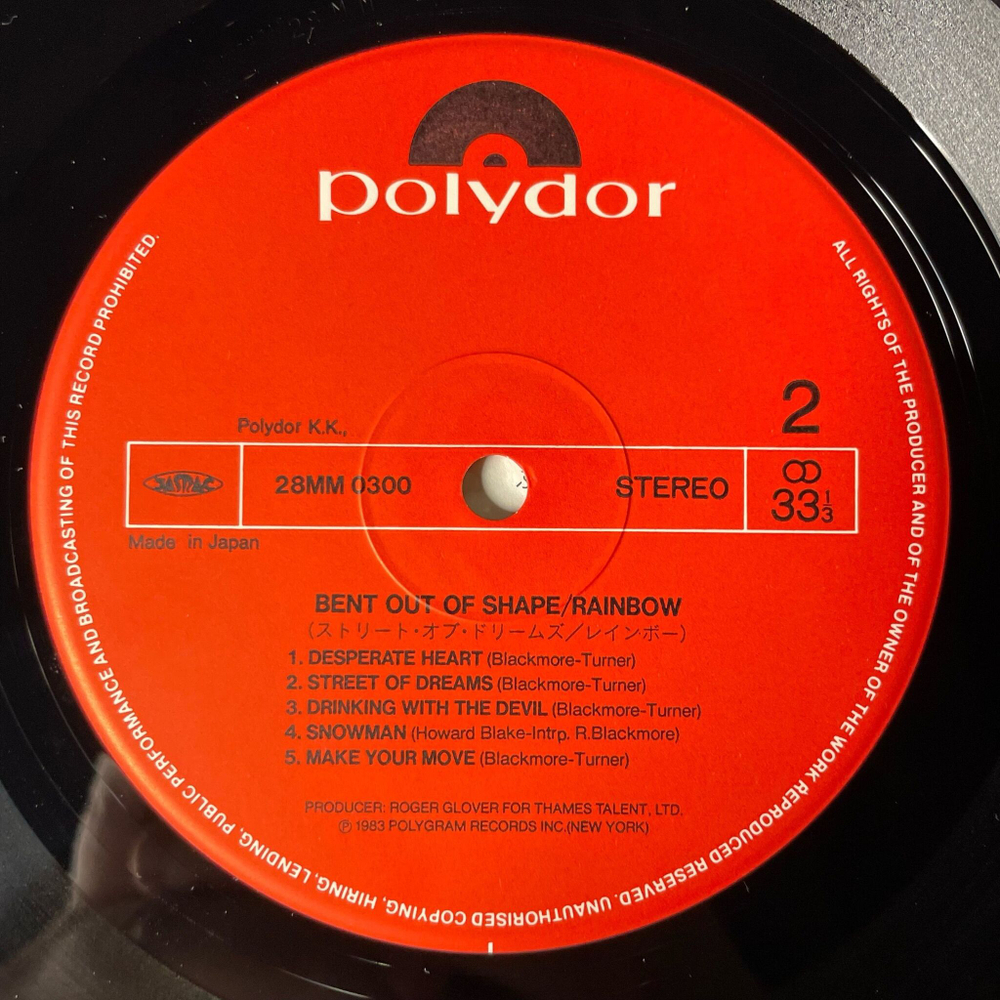 polydor
ALL RIGHTS OF THE PRODUCER AND OF THE OWNER OF THE WORK REPRODUCED RESERVED. UNAUTHORISED COPYING, HIRING, LENDING, PUBLIC PERFORMANCE AND BROADCASTING OF THIS RECORD PROHIBITED.
2
Polydor K.K.,
JASRAC
28MM 0300
STEREO
33⅓
Made in Japan
BENT OUT OF SHAPE/RAINBOW
(ストリート・オブ・ドリームズ/レインボー)
1. DESPERATE HEART (Blackmore-Turner)
2. STREET OF DREAMS (Blackmore-Turner)
3. DRINKING WITH THE DEVIL (Blackmore-Turner)
4. SNOWMAN (Howard Blake-Intrp. R.Blackmore)
5. MAKE YOUR MOVE (Blackmore-Turner)
PRODUCER: ROGER GLOVER FOR THAMES TALENT, LTD.
℗ 1983 POLYGRAM RECORDS INC.(NEW YORK)